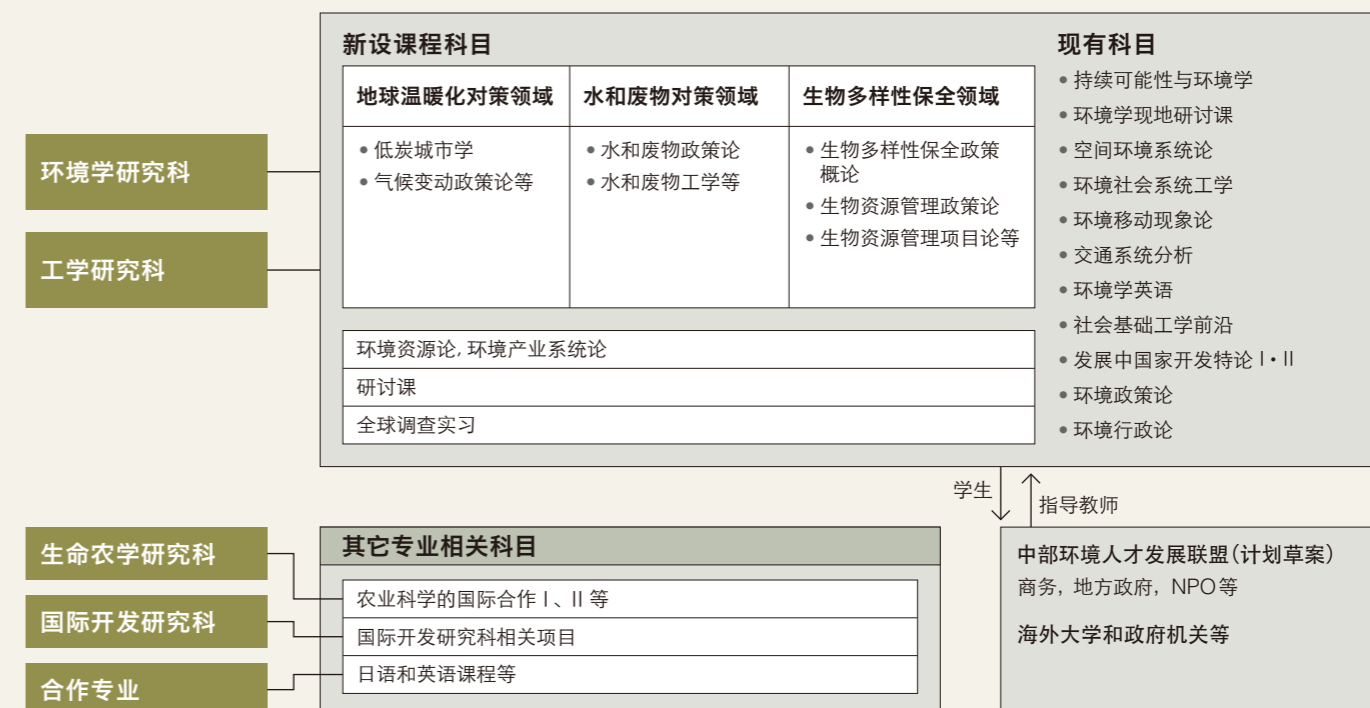 环境学研究科
工学研究科
新设课程科目
地球温暖化对策领域
• 低炭城市学
• 气候变动政策论等
水和废物对策领域
• 水和废物政策论
• 水和废物工学等
生物多样性保全领域
• 生物多样性保全政策
概论
• 生物资源管理政策论
• 生物资源管理项目论等
环境资源论, 环境产业系统论
研讨课
全球调查实习
现有科目
• 持续可能性与环境学
• 环境学现地研讨课
• 空间环境系统论
• 环境社会系统工学
• 环境移动现象论
• 交通系统分析
• 环境学英语
• 社会基础工学前沿
• 发展中国家开发特论 I・II
• 环境政策论
• 环境行政论
学生
指导教师
生命农学研究科
国际开发研究科
合作专业
其它专业相关科目
农业科学的国际合作 I、II 等
国际开发研究科相关项目
日语和英语课程等
中部环境人才发展联盟(计划草案)
商务, 地方政府, NPO等
海外大学和政府机关等